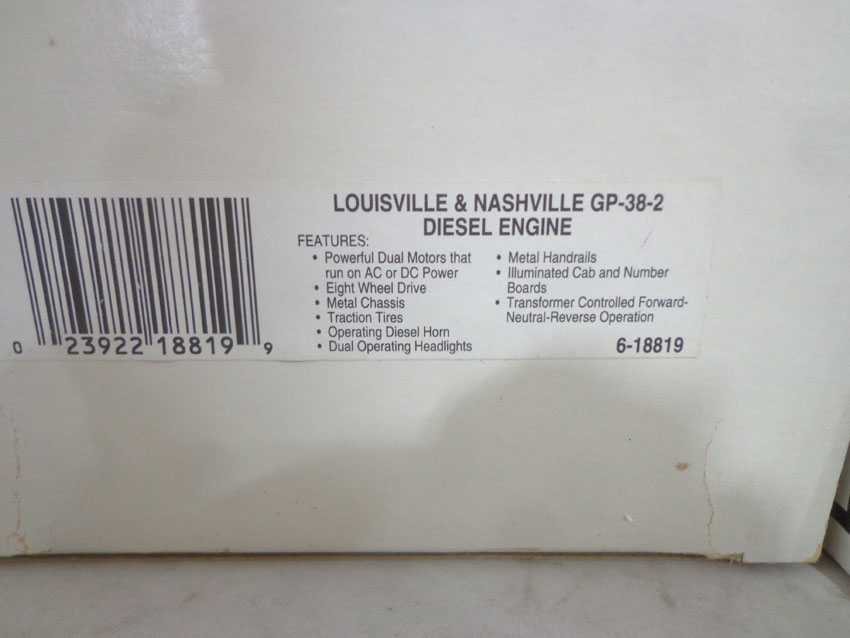 LOUISVILLE & NASHVILLE GP-38-2
DIESEL ENGINE
FEATURES:
• Powerful Dual Motors that
run on AC or DC Power
• Eight Wheel Drive
• Metal Chassis
• Traction Tires
• Operating Diesel Horn
• Dual Operating Headlights
• Metal Handrails
• Illuminated Cab and Number
Boards
• Transformer Controlled Forward-
Neutral-Reverse Operation
6-18819
0 23922 18819 9